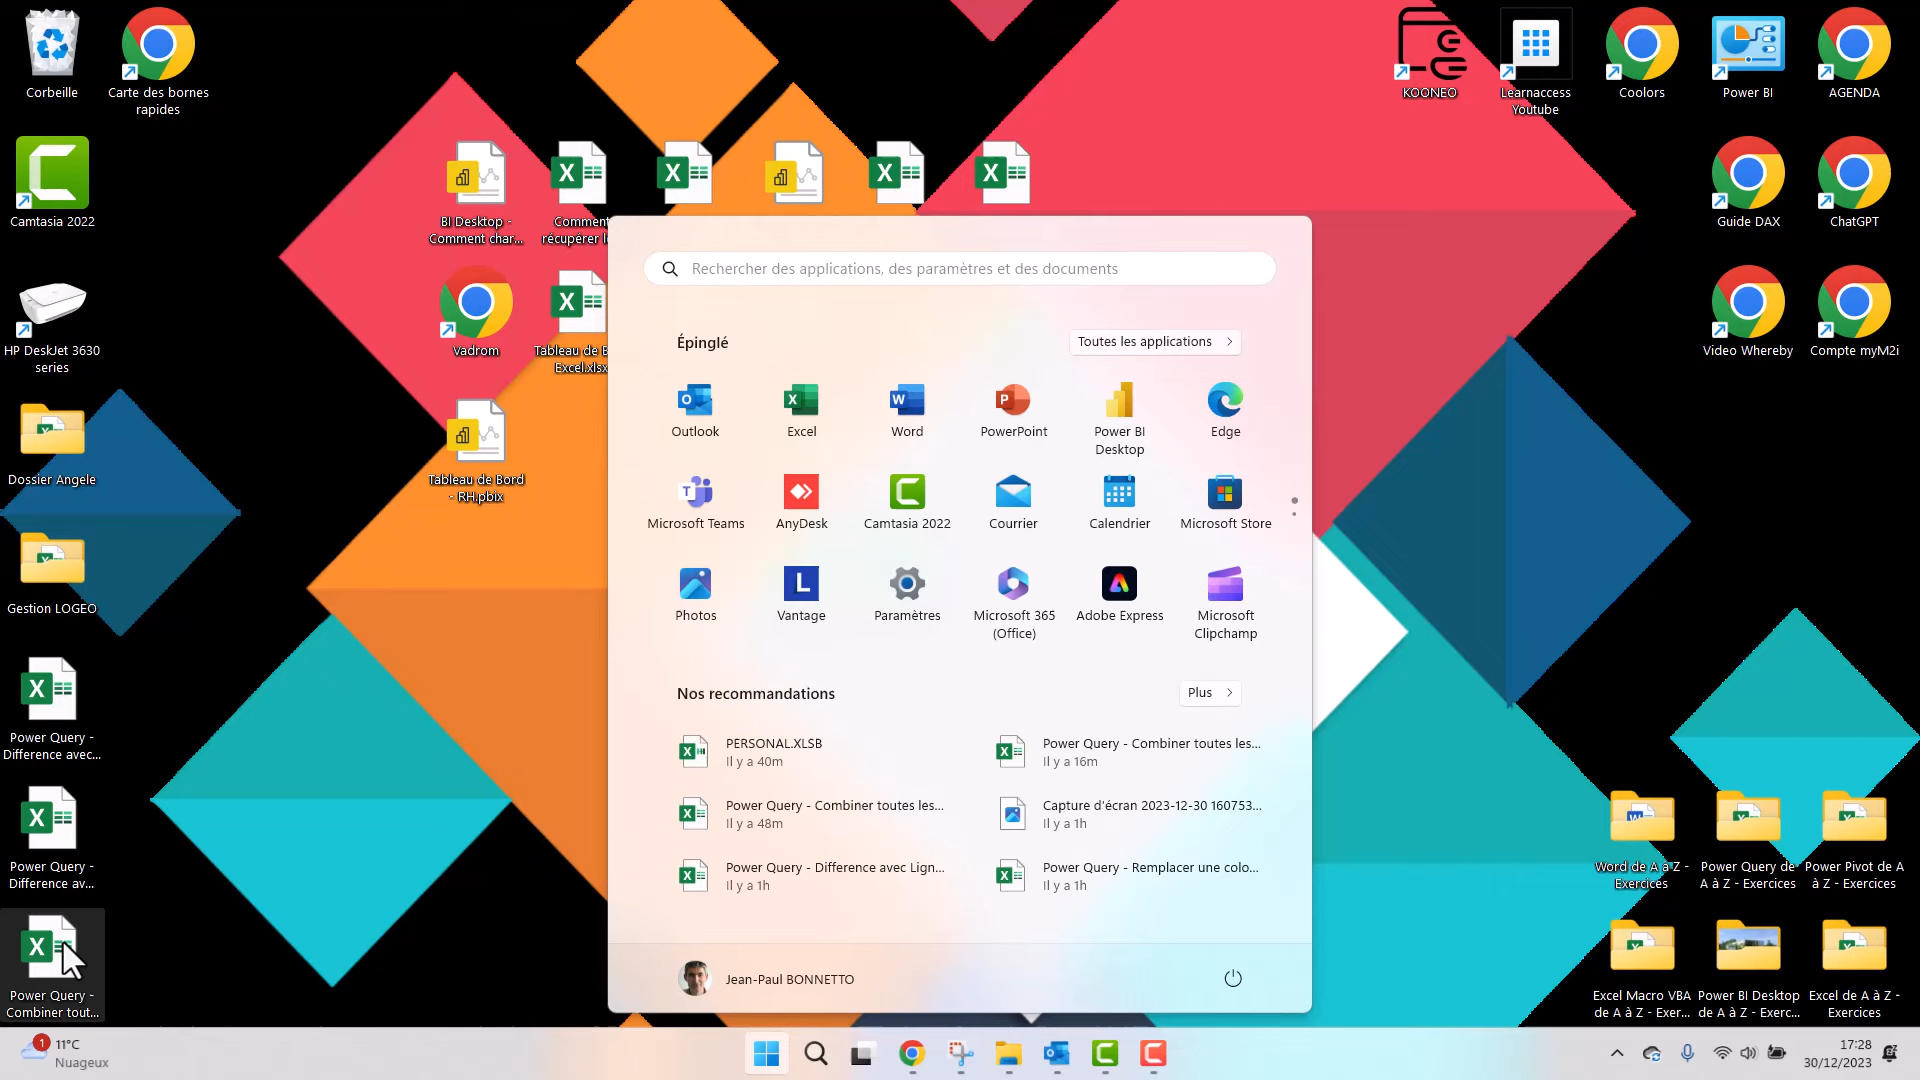 Corbeille
Carte des bornes
rapides
Camtasia 2022
HP DeskJet 3630
series
Dossier Angele
Gestion LOGEO
Power Query -
Difference avec...
Power Query -
Difference av...
Power Query -
Combiner tout...
BI Desktop -
Comment char...
Comment
récupérer l
Vadrom
Tableau de B
Excel.xlsx
Tableau de Bord
- RH.pbix
KOONEO
Learnaccess
Youtube
Coolors
Power BI
AGENDA
Guide DAX
ChatGPT
Video Whereby
Compte myM2i
Word de A à Z -
Exercices
Power Query de
A à Z - Exercices
Power Pivot de A
à Z - Exercices
Excel Macro VBA
de A à Z - Exer...
Power BI Desktop
de A à Z - Exerc...
Excel de A à Z -
Exercices
Rechercher des applications, des paramètres et des documents
Épinglé
Toutes les applications
Outlook
Excel
Word
PowerPoint
Power BI
Desktop
Edge
Microsoft Teams
AnyDesk
Camtasia 2022
Courrier
Calendrier
Microsoft Store
Photos
Vantage
Paramètres
Microsoft 365
(Office)
Adobe Express
Microsoft
Clipchamp
Nos recommandations
Plus
PERSONAL.XLSB
Il y a 40m
Power Query - Combiner toutes les...
Il y a 16m
Power Query - Combiner toutes les...
Il y a 48m
Capture d'écran 2023-12-30 160753...
Il y a 1h
Power Query - Difference avec Lign...
Il y a 1h
Power Query - Remplacer une colo...
Il y a 1h
Jean-Paul BONNETTO
1
11°C
Nuageux
17:28
30/12/2023